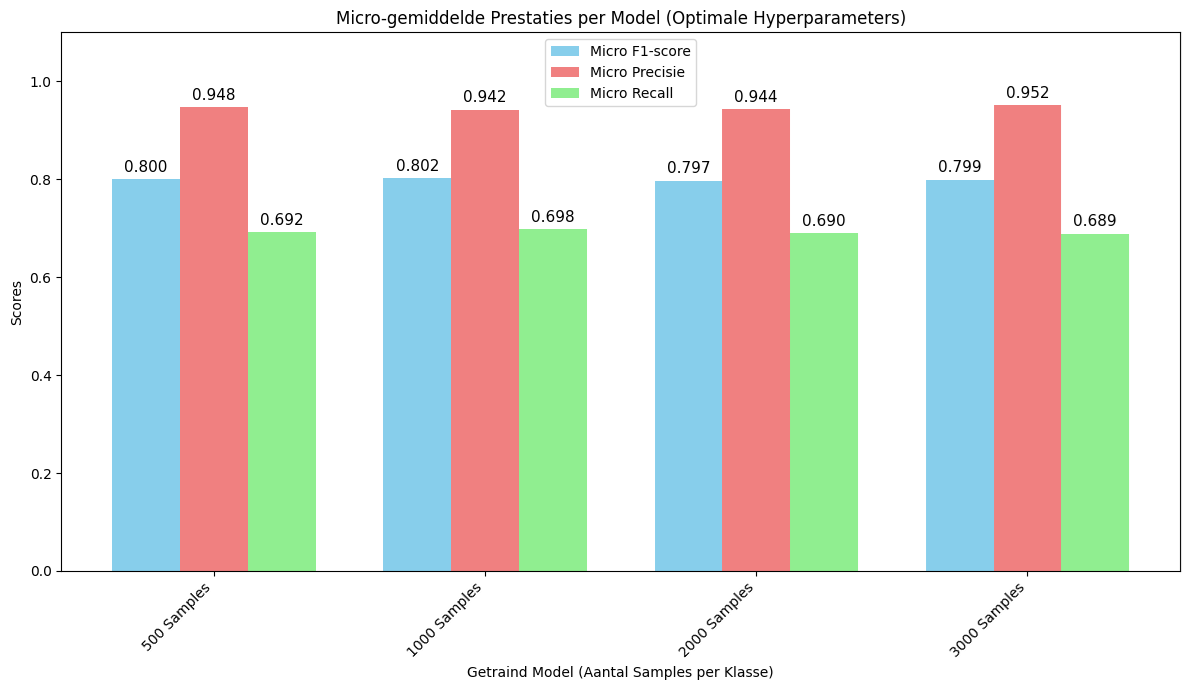 Micro-gemiddelde Prestaties per Model (Optimale Hyperparameters)
Micro F1-score
Micro Precisie
Micro Recall
Scores
1.0
0.8
0.6
0.4
0.2
0.0
0.800
0.948
0.692
0.802
0.942
0.698
0.797
0.944
0.690
0.799
0.952
0.689
500 Samples
1000 Samples
2000 Samples
3000 Samples
Getraind Model (Aantal Samples per Klasse)